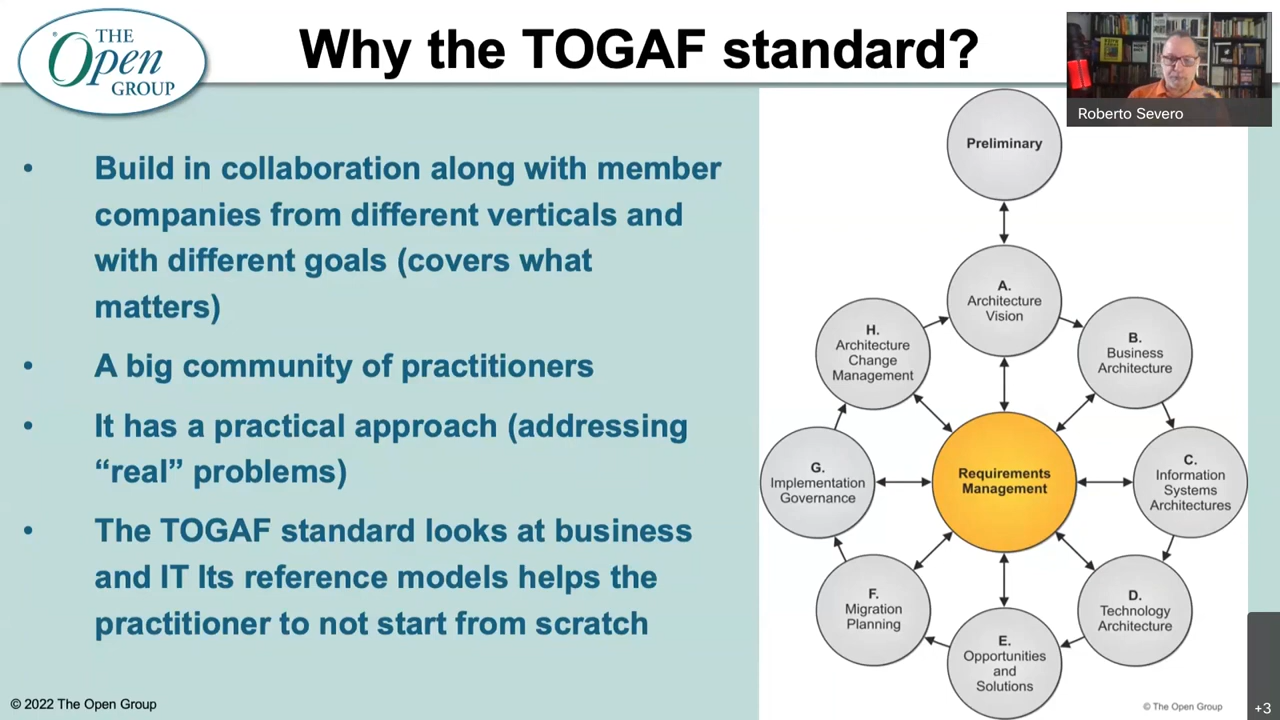 THE
Open
GROUP
Why the TOGAF standard?
Roberto Severo
• Build in collaboration along with member
companies from different verticals and
with different goals (covers what
matters)
• A big community of practitioners
• It has a practical approach (addressing
“real” problems)
• The TOGAF standard looks at business
and IT Its reference models helps the
practitioner to not start from scratch
Preliminary
A.
Architecture
Vision
B.
Business
Architecture
C.
Information
Systems
Architectures
D.
Technology
Architecture
E.
Opportunities
and
Solutions
F.
Migration
Planning
G.
Implementation
Governance
H.
Architecture
Change
Management
Requirements
Management
© 2022 The Open Group
© The Open Group
+3